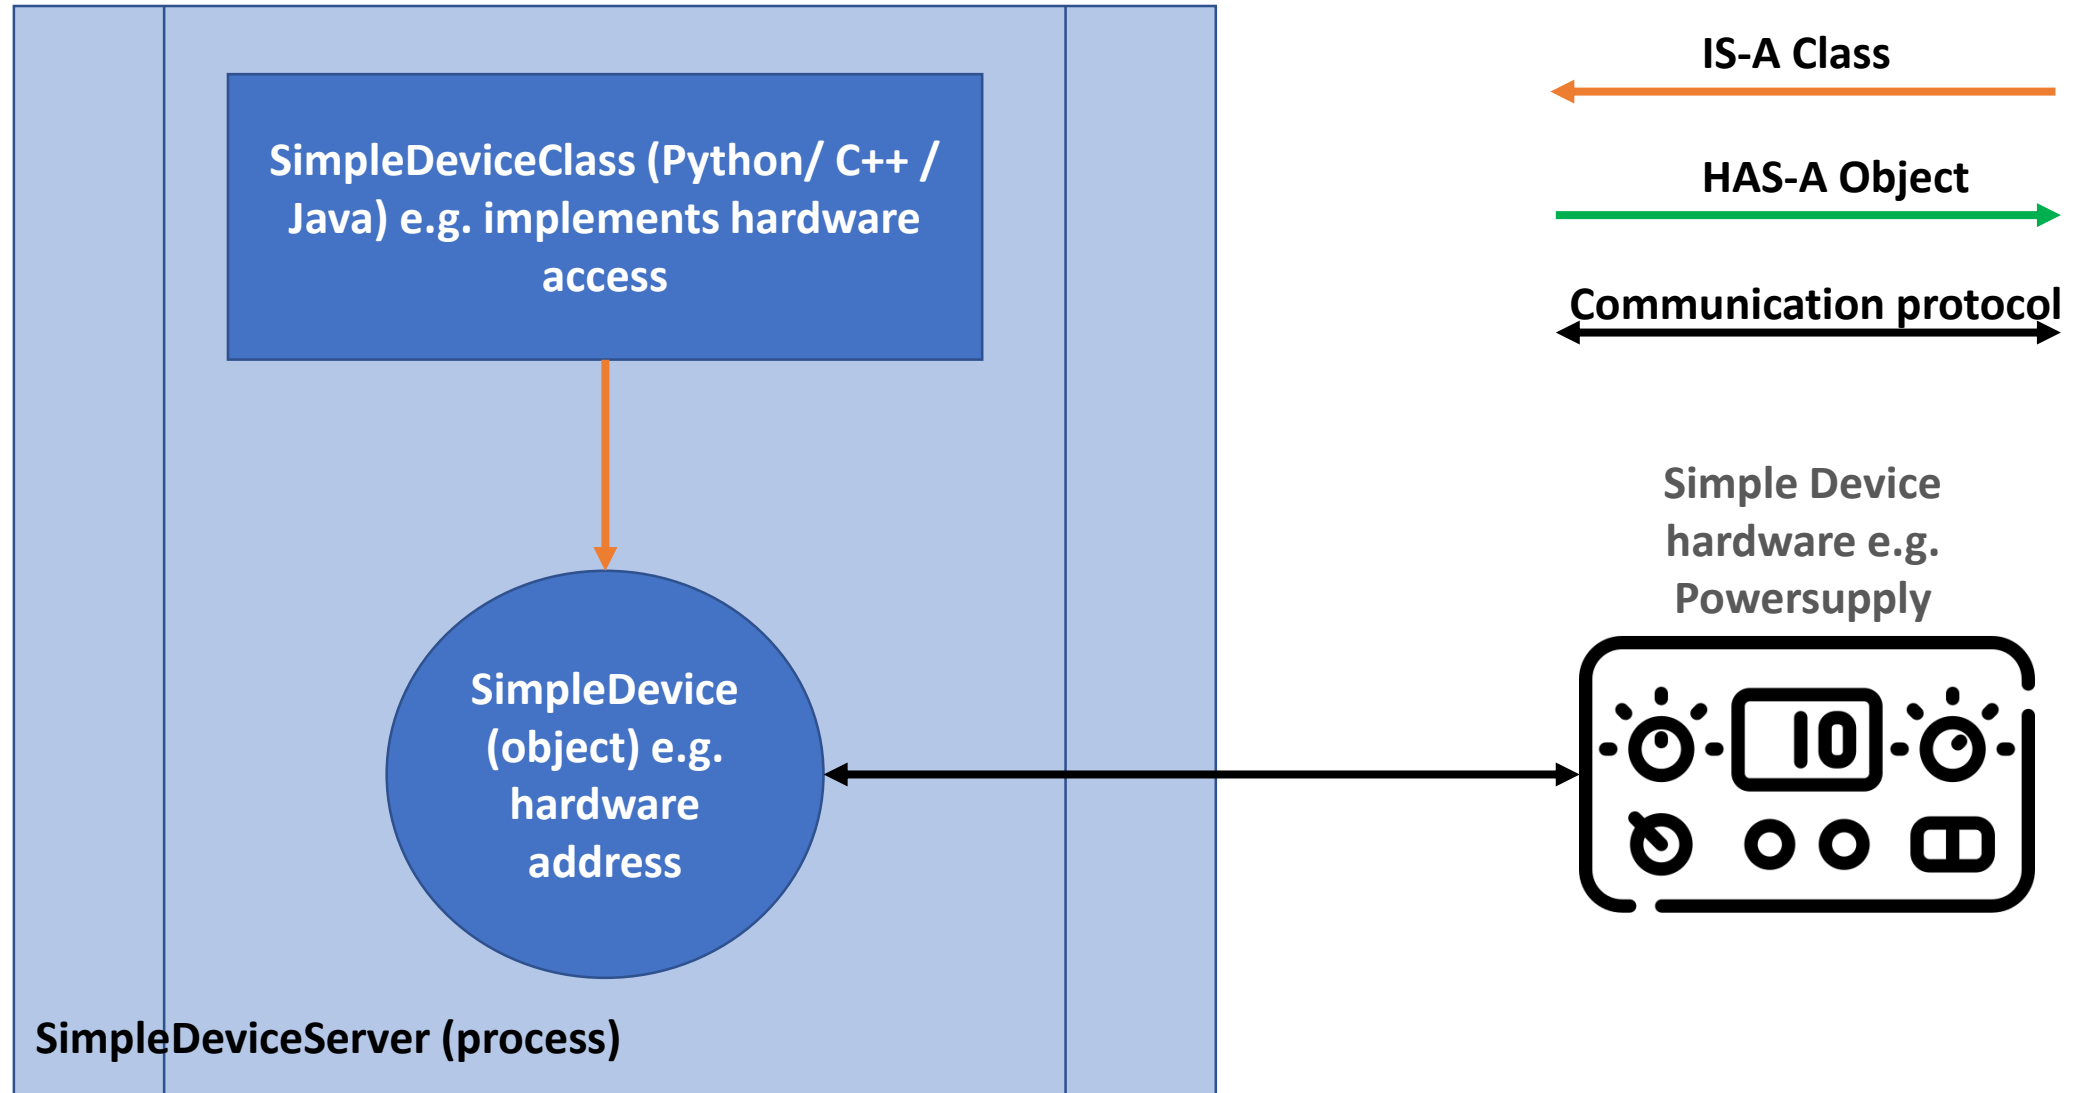 SimpleDeviceClass (Python/ C++ /
Java) e.g. implements hardware
access
SimpleDevice
(object) e.g.
hardware
address
SimpleDeviceServer (process)
IS-A Class
HAS-A Object
Communication protocol
Simple Device
hardware e.g.
Powersupply
10